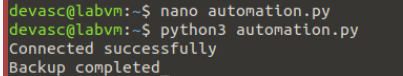 devasc@labvm:~$ nano automation.py
devasc@labvm:~$ python3 automation.py
Connected successfully
Backup completed